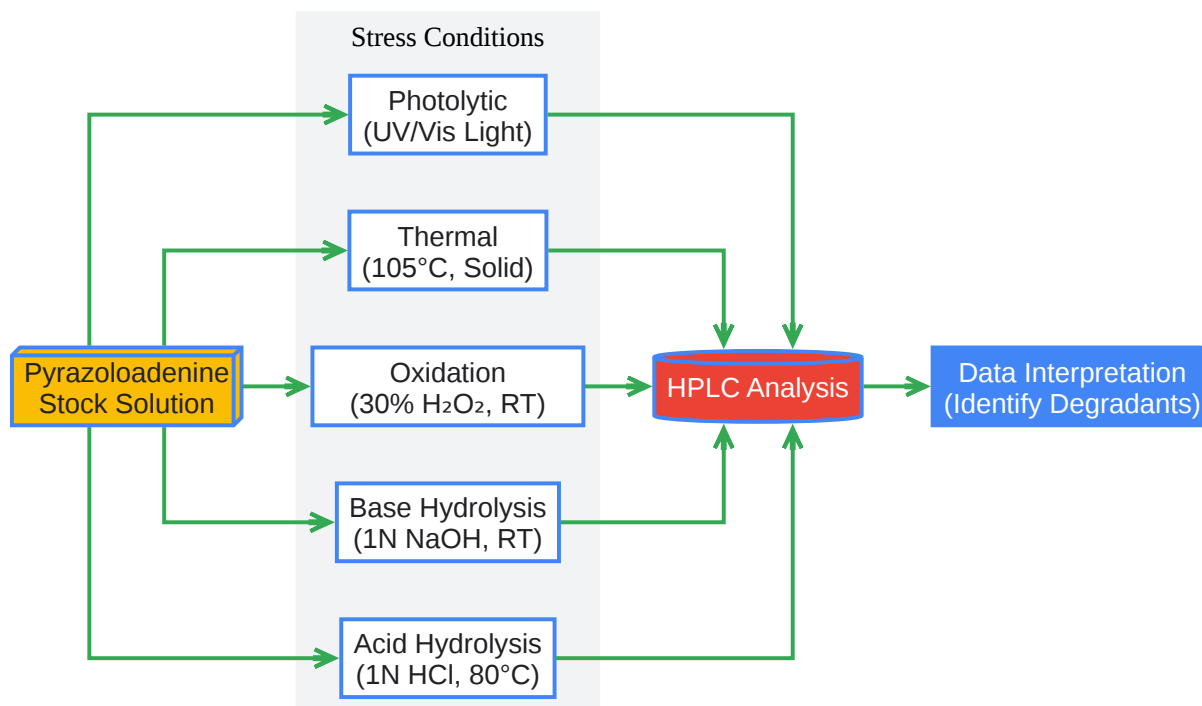 Stress Conditions
Photolytic
(UV/Vis Light)
Thermal
(105°C, Solid)
Pyrazoloadenine
Stock Solution
Oxidation
(30% H₂O₂, RT)
HPLC Analysis
Data Interpretation
(Identify Degradants)
Base Hydrolysis
(1N NaOH, RT)
Acid Hydrolysis
(1N HCl, 80°C)